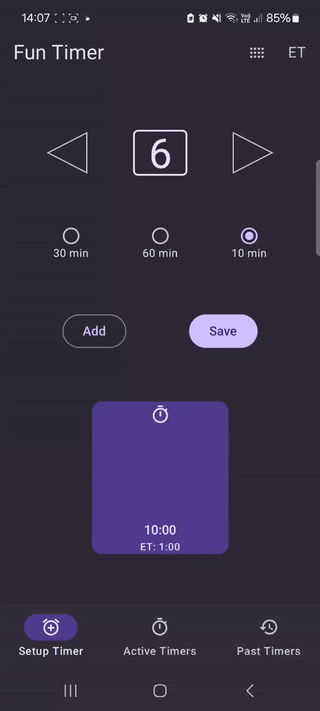 14:07 85%
Fun Timer ET
6
30 min 60 min 10 min
Add Save
10:00
ET: 1:00
Setup Timer Active Timers Past Timers